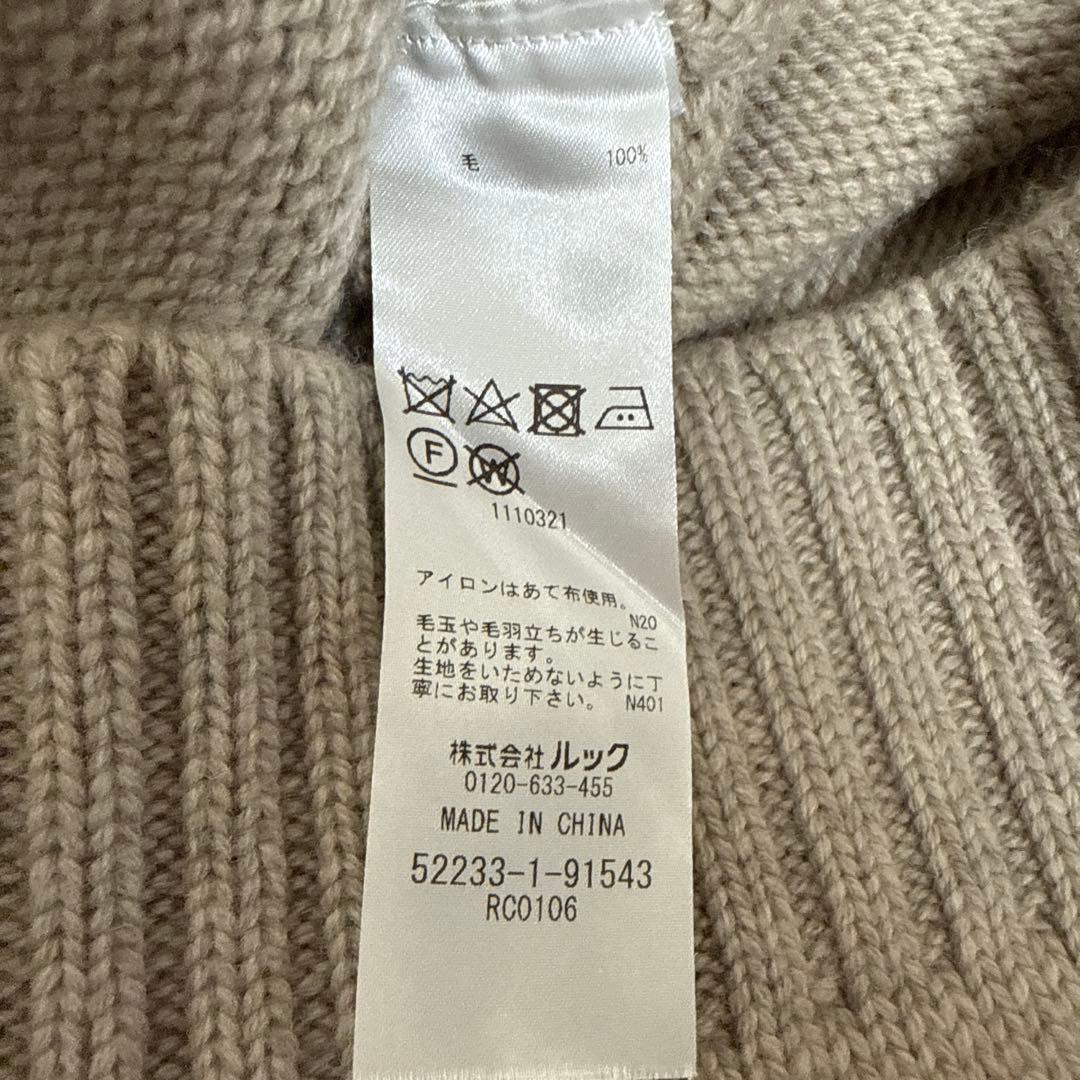 毛 100%
F W
1110321
アイロンはあて布使用。
N20
毛玉や毛羽立ちが生じるこ
とがあります。
生地をいためないように丁
寧にお取り下さい。 N401
株式会社ルック
0120-633-455
MADE IN CHINA
52233-1-91543
RC0106